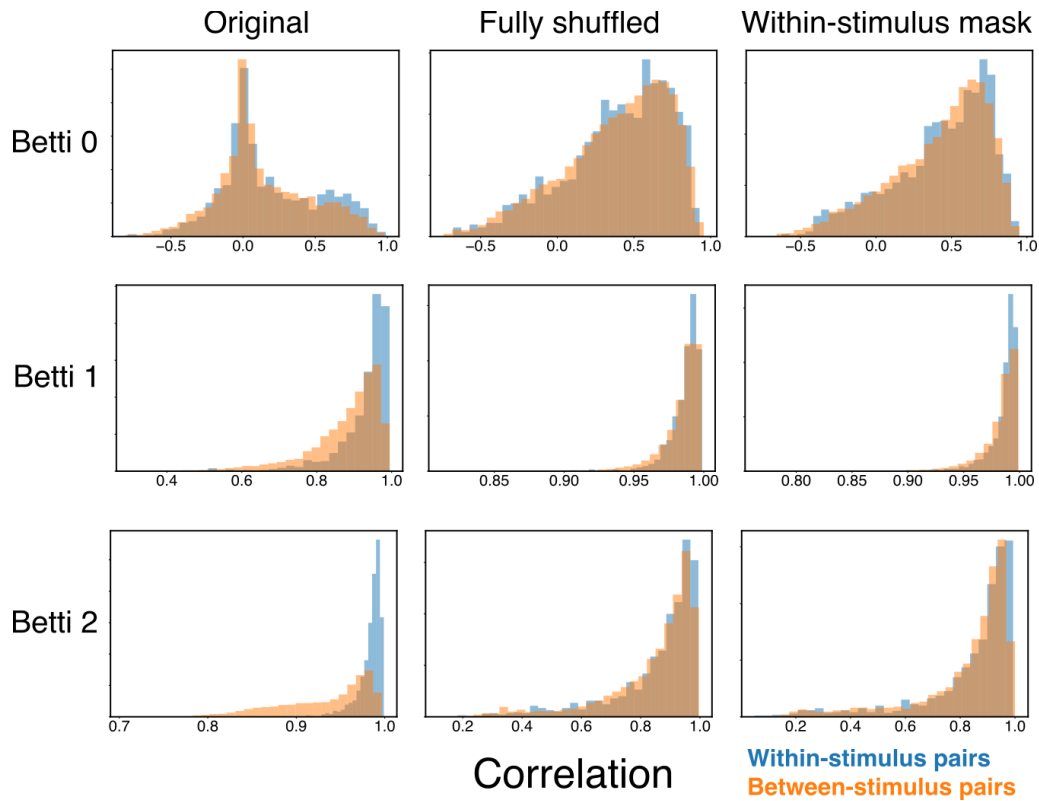 Original Fully shuffled Within-stimulus mask
Betti 0
−0.5 0.0 0.5 1.0 −0.5 0.0 0.5 1.0 −0.5 0.0 0.5 1.0
Betti 1
0.4 0.6 0.8 1.0 0.85 0.90 0.95 1.00 0.80 0.85 0.90 0.95 1.00
Betti 2
0.7 0.8 0.9 1.0 0.2 0.4 0.6 0.8 1.0 0.2 0.4 0.6 0.8 1.0
Correlation
Within-stimulus pairs
Between-stimulus pairs